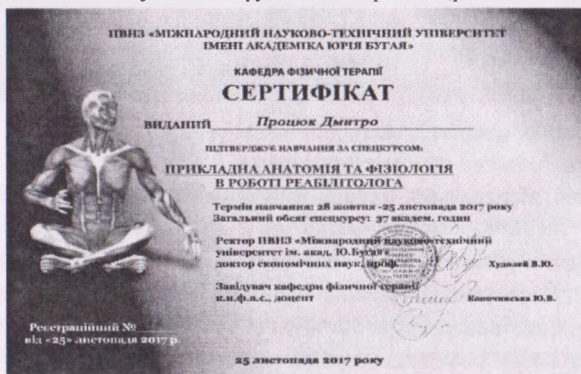 ПВНЗ «МІЖНАРОДНИЙ НАУКОВО-ТЕХНІЧНИЙ УНІВЕРСИТЕТ
ІМЕНІ АКАДЕМІКА ЮРІЯ БУГАЯ»
КАФЕДРА ФІЗИЧНОЇ ТЕРАПІЇ
СЕРТИФІКАТ
ВИДАНИЙ Процюк Дмитро
ПІДТВЕРДЖУЄ НАВЧАННЯ ЗА СПЕЦКУРСОМ:
ПРИКЛАДНА АНАТОМІЯ ТА ФІЗІОЛОГІЯ
В РОБОТІ РЕАБІЛІТОЛОГА
Термін навчання: 28 жовтня -25 листопада 2017 року
Загальний обсяг спецкурсу: 37 академ. годин
Ректор ПВНЗ «Міжнародний науково-технічний
університет ім. акад. Ю.Бугая»
доктор економічних наук, проф. Худолей В.Ю.
Завідувач кафедри фізичної терапії
к.н.ф.в.с., доцент Копочинська Ю.В.
Реєстраційний №
від «25» листопада 2017 р.
25 листопада 2017 року